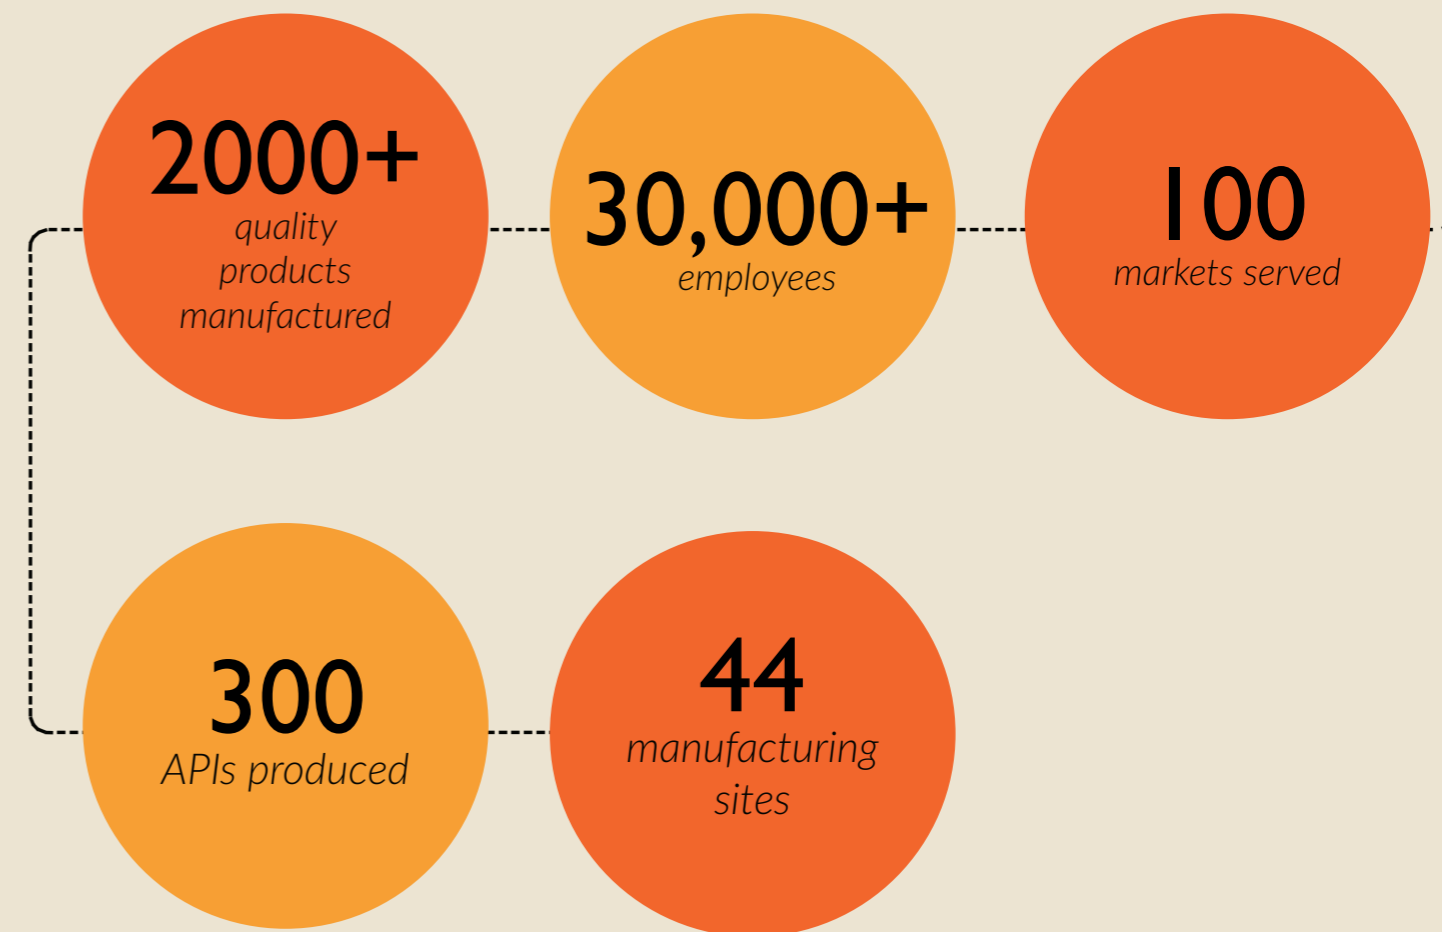 2000+
quality
products
manufactured
30,000+
employees
100
markets served
300
APIs produced
44
manufacturing
sites